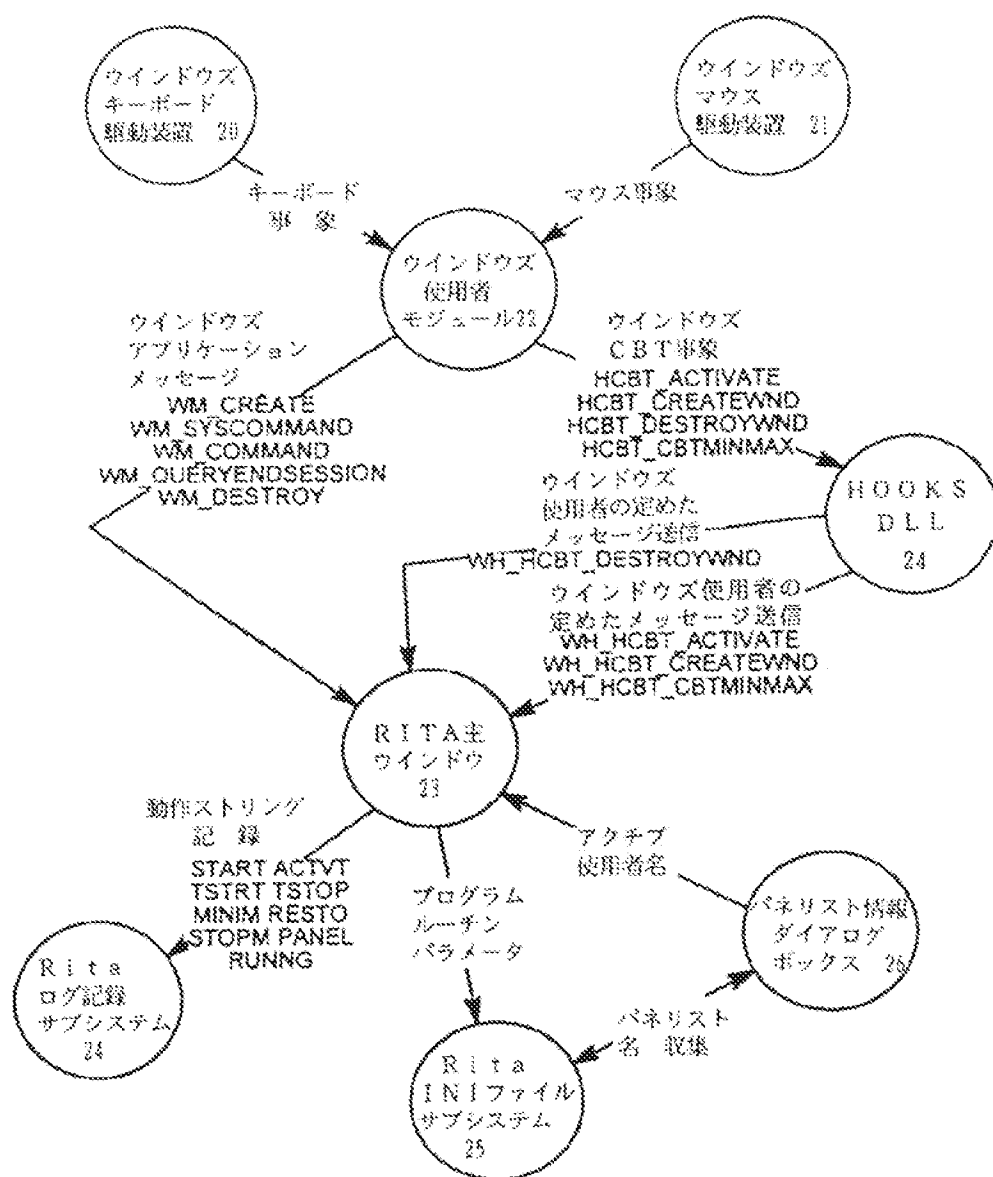 ウインドウズ
キーボード
駆動装置 20
ウインドウズ
マウス
駆動装置 21
キーボード
事 象
マウス事象
ウインドウズ
使用者
モジュール22
ウインドウズ
アプリケーション
メッセージ
WM_CREATE
WM_SYSCOMMAND
WM_COMMAND
WM_QUERYENDSESSION
WM_DESTROY
ウインドウズ
CBT事象
HCBT_ACTIVATE
HCBT_CREATEWND
HCBT_DESTROYWND
HCBT_CBTMINMAX
HOOKS
DLL
24
ウインドウズ
使用者の定めた
メッセージ送信
WH_HCBT_DESTROYWND
ウインドウズ使用者の
定めたメッセージ送信
WH_HCBT_ACTIVATE
WH_HCBT_CREATEWND
WH_HCBT_CBTMINMAX
RITA主
ウインドウ
23
動作ストリング
記 録
START ACTVT
TSTRT TSTOP
MINIM RESTO
STOPM PANEL
RUNNG
プログラム
ルーチン
パラメータ
アクチブ
使用者名
パネリスト情報
ダイアログ
ボックス 26
Rita
ログ記録
サブシステム
24
パネリスト
名 収集
Rita
INIファイル
サブシステム
25